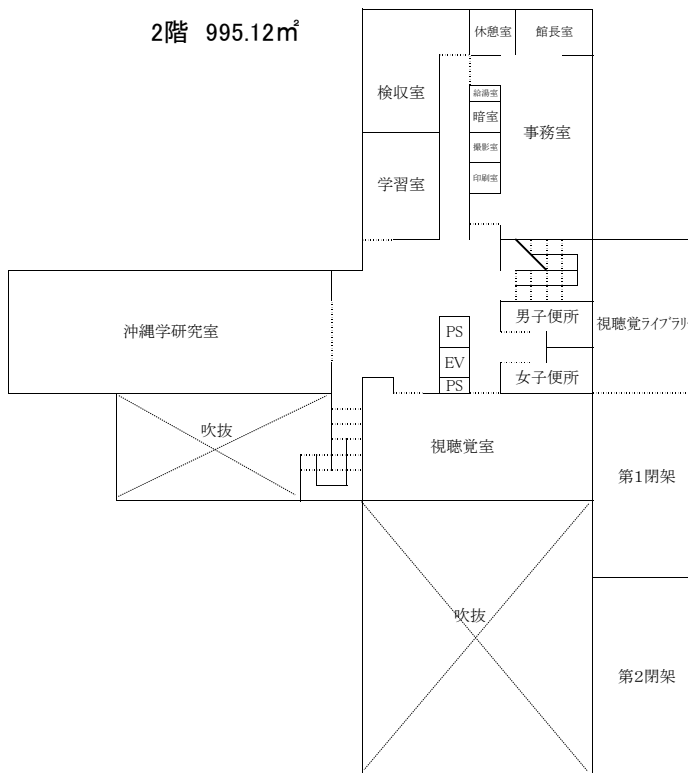 2階 995.12㎡
休憩室
館長室
検収室
給湯室
暗室
事務室
撮影室
印刷室
学習室
沖縄学研究室
男子便所
視聴覚ライブラリー
PS
EV
女子便所
PS
吹抜
視聴覚室
第1閉架
吹抜
第2閉架